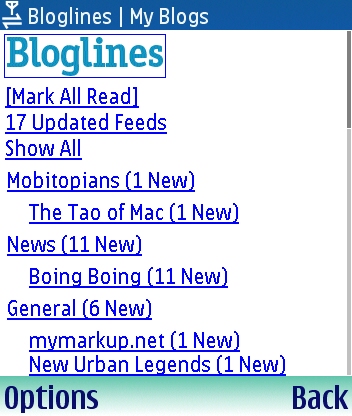 Bloglines | My Blogs
Bloglines
[Mark All Read]
17 Updated Feeds
Show All
Mobitopians (1 New)
The Tao of Mac (1 New)
News (11 New)
Boing Boing (11 New)
General (6 New)
mymarkup.net (1 New)
New Urban Legends (1 New)
Options Back